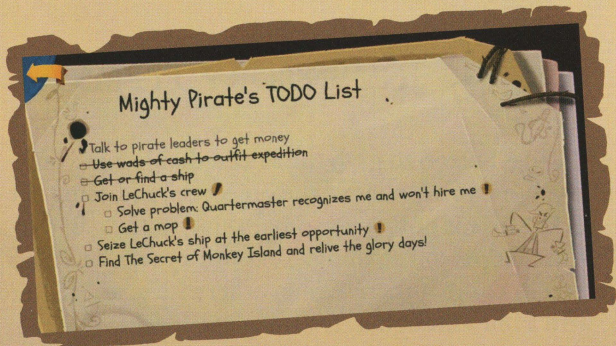 Mighty Pirate's TODO List
Talk to pirate leaders to get money
Use wads of cash to outfit expedition
Get or find a ship
Join LeChuck's crew !
Solve problem: Quartermaster recognizes me and won't hire me !
Get a mop !
Seize LeChuck's ship at the earliest opportunity !
Find The Secret of Monkey Island and relive the glory days!